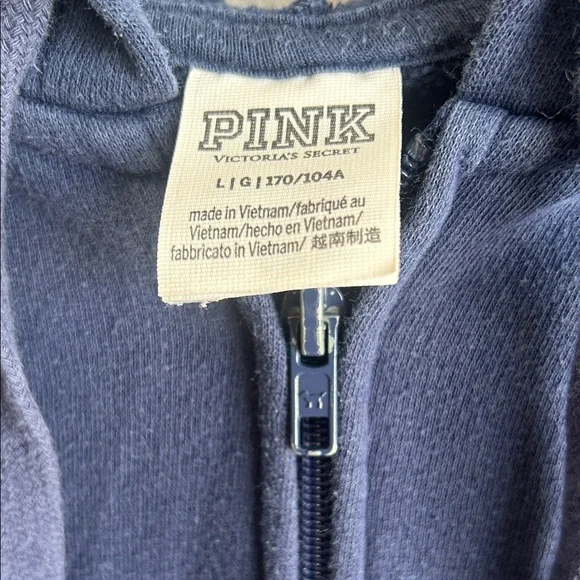 PINK
VICTORIA'S SECRET
L | G | 170/104A
made in Vietnam/fabriqué au
Vietnam/hecho en Vietnam/
fabbricato in Vietnam/ 越南制造